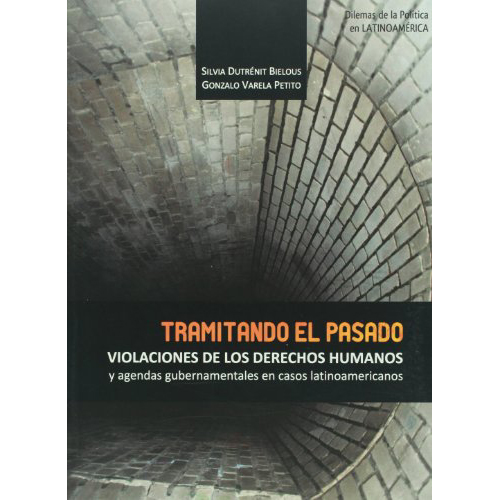 Dilemas de la Política
en LATINOAMÉRICA
SILVIA DUTRÉNIT BIELOUS
GONZALO VARELA PETITO
TRAMITANDO EL PASADO
VIOLACIONES DE LOS DERECHOS HUMANOS
y agendas gubernamentales en casos latinoamericanos